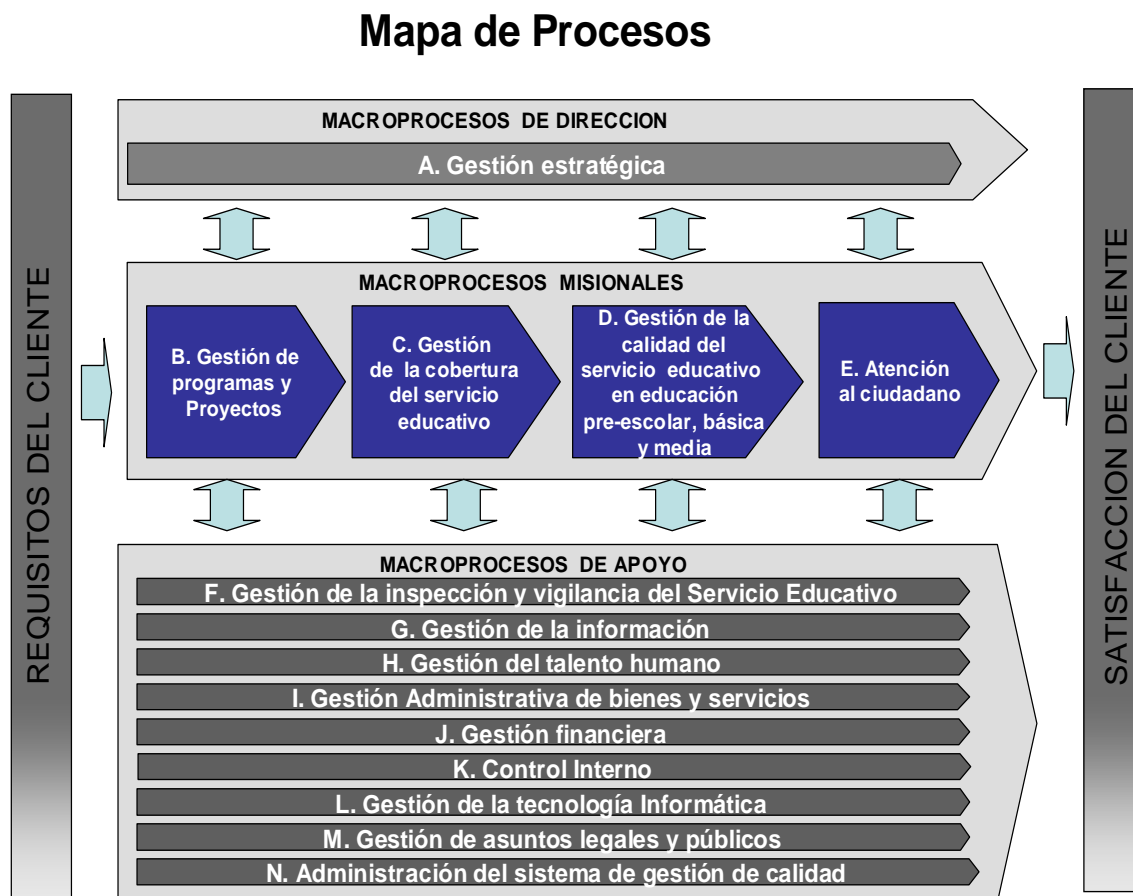 Mapa de Procesos
REQUISITOS DEL CLIENTE
MACROPROCESOS DE DIRECCION
A. Gestión estratégica
MACROPROCESOS MISIONALES
B. Gestión de
programas y
Proyectos
C. Gestión
de la cobertura
del servicio
educativo
D. Gestión de la
calidad del
servicio educativo
en educación
pre-escolar, básica
y media
E. Atención
al ciudadano
MACROPROCESOS DE APOYO
F. Gestión de la inspección y vigilancia del Servicio Educativo
G. Gestión de la información
H. Gestión del talento humano
I. Gestión Administrativa de bienes y servicios
J. Gestión financiera
K. Control Interno
L. Gestión de la tecnología Informática
M. Gestión de asuntos legales y públicos
N. Administración del sistema de gestión de calidad
SATISFACCION DEL CLIENTE